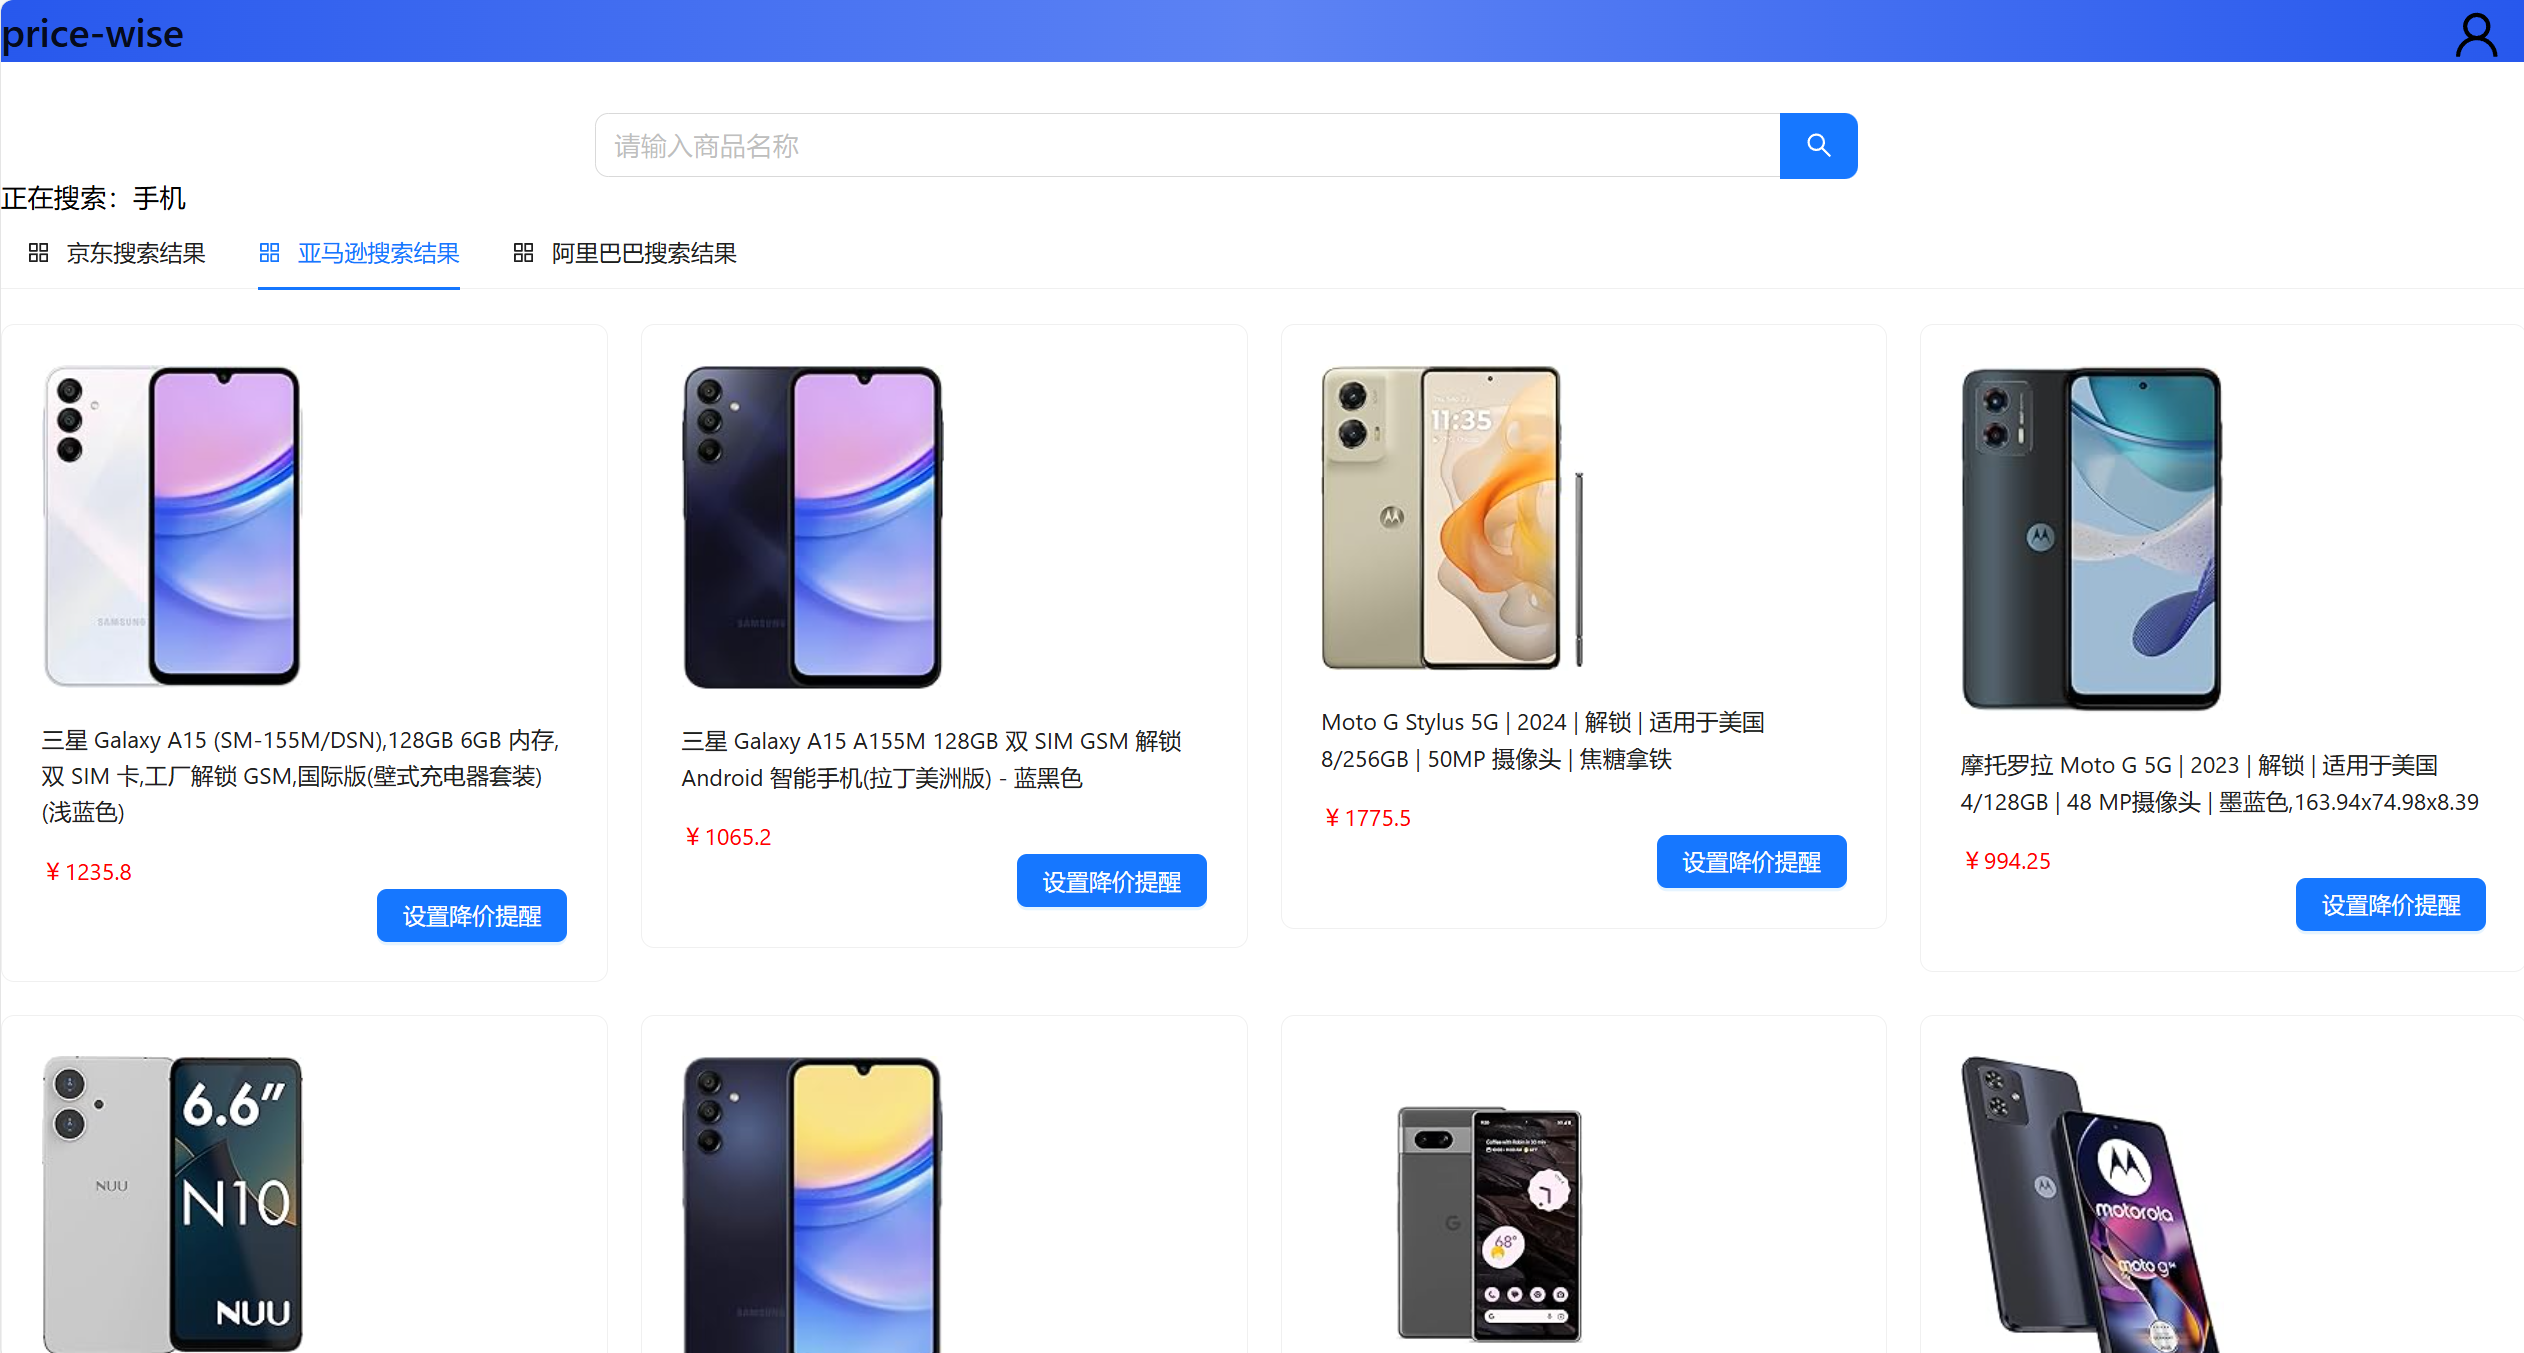 price-wise
请输入商品名称
正在搜索：手机
京东搜索结果
亚马逊搜索结果
阿里巴巴搜索结果
SAMSUNG
三星 Galaxy A15 (SM-155M/DSN),128GB 6GB 内存,
双 SIM 卡,工厂解锁 GSM,国际版(壁式充电器套装)
(浅蓝色)
¥ 1235.8
设置降价提醒
SAMSUNG
三星 Galaxy A15 A155M 128GB 双 SIM GSM 解锁
Android 智能手机(拉丁美洲版) - 蓝黑色
¥ 1065.2
设置降价提醒
11:35
Moto G Stylus 5G | 2024 | 解锁 | 适用于美国
8/256GB | 50MP 摄像头 | 焦糖拿铁
¥ 1775.5
设置降价提醒
摩托罗拉 Moto G 5G | 2023 | 解锁 | 适用于美国
4/128GB | 48 MP摄像头 | 墨蓝色,163.94x74.98x8.39
¥ 994.25
设置降价提醒
NUU
6.6”
N10
NUU
SAMSUNG
G
68°
motorola
moto g54